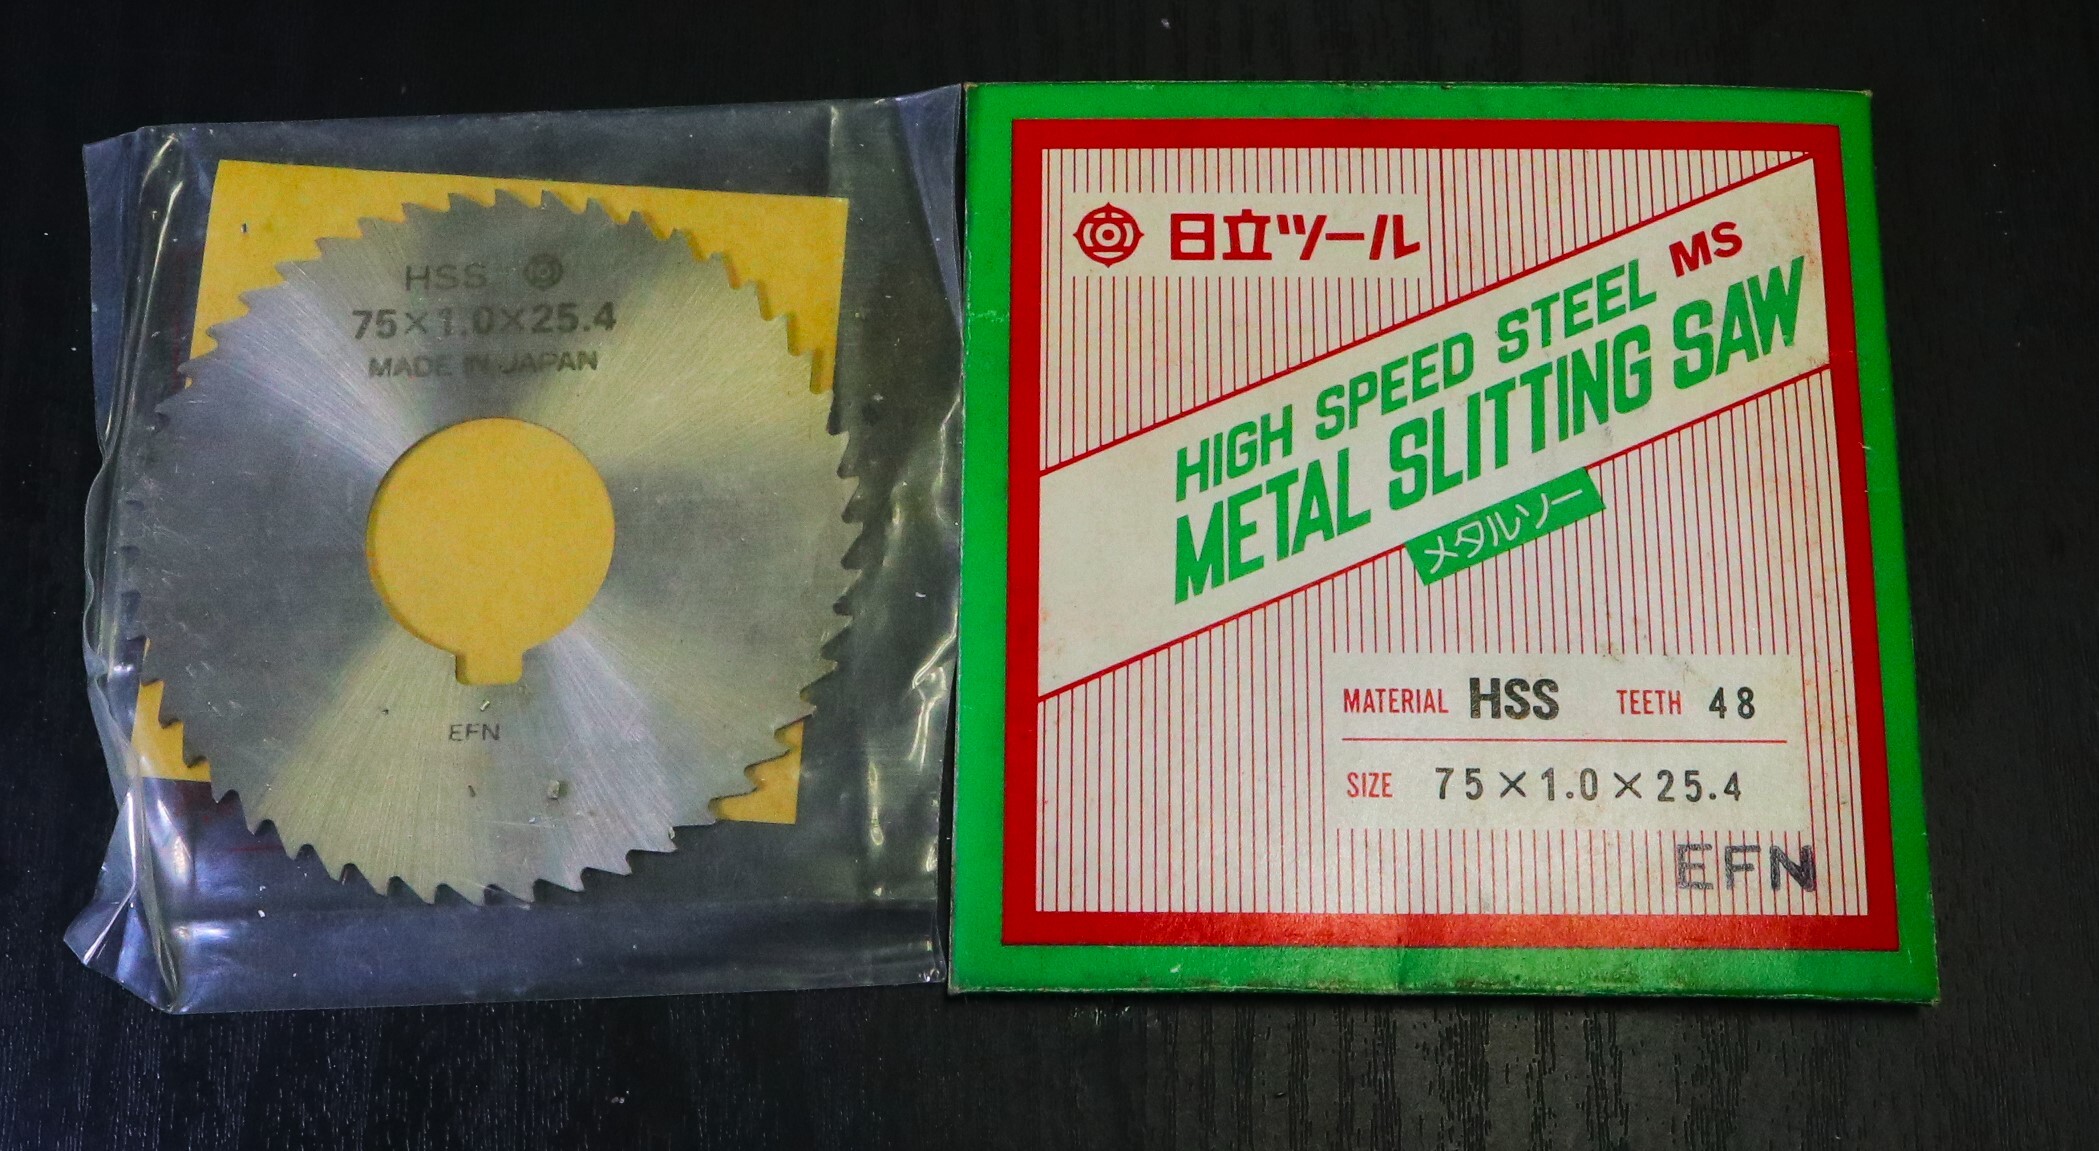 HSS
75×1.0×25.4
MADE IN JAPAN
EFN
日立ツール
HIGH SPEED STEEL MS
METAL SLITTING SAW
メタルソー
MATERIAL HSS TEETH 48
SIZE 75×1.0×25.4
EFN